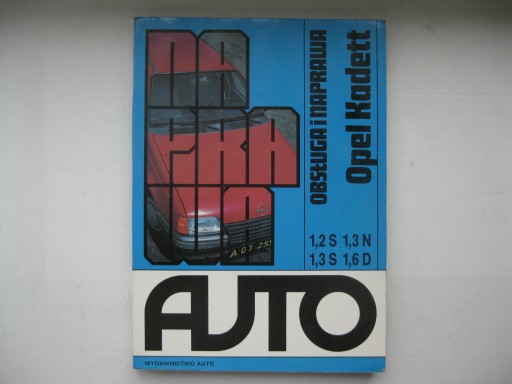 NAPRAWA
OBSŁUGA i NAPRAWA
Opel Kadett
1,2 S 1,3 N
1,3 S 1,6 D
AUTO
WYDAWNICTWO AUTO